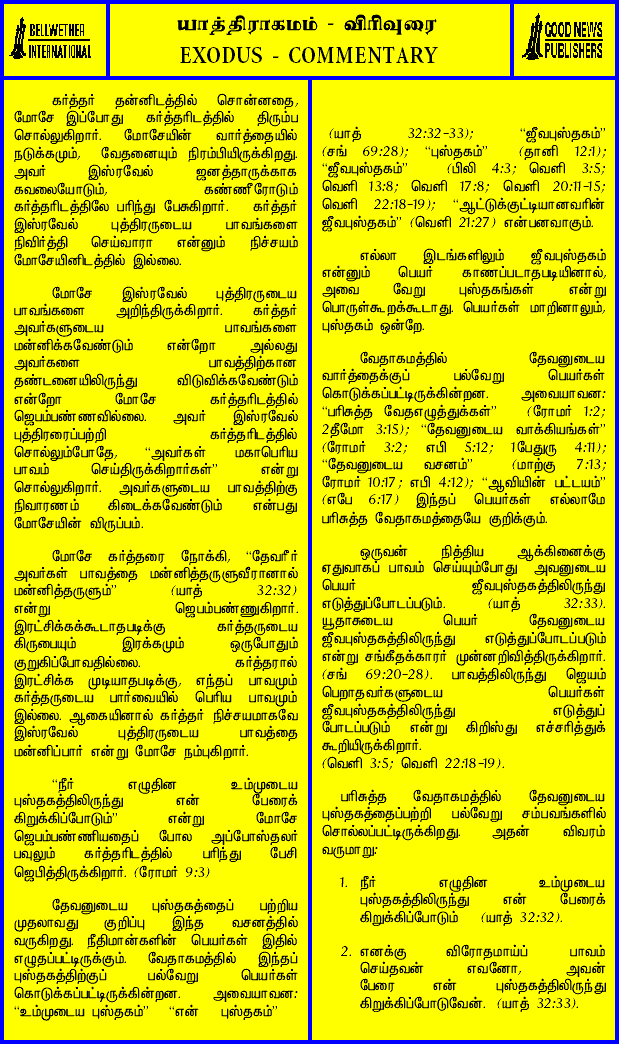 BELLWETHER
INTERNATIONAL
யாத்திராகமம் - விரிவுரை
EXODUS - COMMENTARY
GOOD NEWS
PUBLISHERS
கர்த்தர் தன்னிடத்தில் சொன்னதை,
மோசே இப்போது கர்த்தரிடத்தில் திரும்ப
சொல்லுகிறார். மோசேயின் வார்த்தையில்
நடுக்கமும், வேதனையும் நிரம்பியிருக்கிறது.
அவர் இஸ்ரவேல் ஜனத்தாருக்காக
கவலையோடும், கண்ணீரோடும்
கர்த்தரிடத்திலே பரிந்து பேசுகிறார். கர்த்தர்
இஸ்ரவேல் புத்திரருடைய பாவங்களை
நிவிர்த்தி செய்வாரா என்னும் நிச்சயம்
மோசேயினிடத்தில் இல்லை.
மோசே இஸ்ரவேல் புத்திரருடைய
பாவங்களை அறிந்திருக்கிறார். கர்த்தர்
அவர்களுடைய பாவங்களை
மன்னிக்கவேண்டும் என்றோ அல்லது
அவர்களை பாவத்திற்கான
தண்டனையிலிருந்து விடுவிக்கவேண்டும்
என்றோ மோசே கர்த்தரிடத்தில்
ஜெபம்பண்ணவில்லை. அவர் இஸ்ரவேல்
புத்திரரைப்பற்றி கர்த்தரிடத்தில்
சொல்லும்போதே, “அவர்கள் மகாபெரிய
பாவம் செய்திருக்கிறார்கள்” என்று
சொல்லுகிறார். அவர்களுடைய பாவத்திற்கு
நிவாரணம் கிடைக்கவேண்டும் என்பது
மோசேயின் விருப்பம்.
மோசே கர்த்தரை நோக்கி, “தேவரீர்
அவர்கள் பாவத்தை மன்னித்தருளுவீரானால்
மன்னித்தருளும்” (யாத் 32:32)
என்று ஜெபம்பண்ணுகிறார்.
இரட்சிக்கக்கூடாதபடிக்கு கர்த்தருடைய
கிருபையும் இரக்கமும் ஒருபோதும்
குறுகிப்போவதில்லை. கர்த்தரால்
இரட்சிக்க முடியாதபடிக்கு, எந்தப் பாவமும்
கர்த்தருடைய பார்வையில் பெரிய பாவமும்
இல்லை. ஆகையினால் கர்த்தர் நிச்சயமாகவே
இஸ்ரவேல் புத்திரருடைய பாவத்தை
மன்னிப்பார் என்று மோசே நம்புகிறார்.
“நீர் எழுதின உம்முடைய
புஸ்தகத்திலிருந்து என் பேரைக்
கிறுக்கிப்போடும்” என்று மோசே
ஜெபம்பண்ணியதைப் போல அப்போஸ்தலர்
பவுலும் கர்த்தரிடத்தில் பரிந்து பேசி
ஜெபித்திருக்கிறார். (ரோமர் 9:3)
தேவனுடைய புஸ்தகத்தைப் பற்றிய
முதலாவது குறிப்பு இந்த வசனத்தில்
வருகிறது. நீதிமான்களின் பெயர்கள் இதில்
எழுதப்பட்டிருக்கும். வேதாகமத்தில் இந்தப்
புஸ்தகத்திற்குப் பல்வேறு பெயர்கள்
கொடுக்கப்பட்டிருக்கின்றன. அவையாவன:
“உம்முடைய புஸ்தகம்” “என் புஸ்தகம்”
(யாத் 32:32-33); “ஜீவபுஸ்தகம்”
(சங் 69:28); “புஸ்தகம்” (தானி 12:1);
“ஜீவபுஸ்தகம்” (பிலி 4:3; வெளி 3:5;
வெளி 13:8; வெளி 17:8; வெளி 20:11-15;
வெளி 22:18-19); “ஆட்டுக்குட்டியானவரின்
ஜீவபுஸ்தகம்” (வெளி 21:27) என்பனவாகும்.
எல்லா இடங்களிலும் ஜீவபுஸ்தகம்
என்னும் பெயர் காணப்படாதபடியினால்,
அவை வேறு புஸ்தகங்கள் என்று
பொருள்கூறக்கூடாது. பெயர்கள் மாறினாலும்,
புஸ்தகம் ஒன்றே.
வேதாகமத்தில் தேவனுடைய
வார்த்தைக்குப் பல்வேறு பெயர்கள்
கொடுக்கப்பட்டிருக்கின்றன. அவையாவன:
“பரிசுத்த வேதஎழுத்துக்கள்” (ரோமர் 1:2;
2தீமோ 3:15); “தேவனுடைய வாக்கியங்கள்”
(ரோமர் 3:2; எபி 5:12; 1பேதுரு 4:11);
“தேவனுடைய வசனம்” (மாற்கு 7:13;
ரோமர் 10:17; எபி 4:12); “ஆவியின் பட்டயம்”
(எபே 6:17) இந்தப் பெயர்கள் எல்லாமே
பரிசுத்த வேதாகமத்தையே குறிக்கும்.
ஒருவன் நித்திய ஆக்கினைக்கு
ஏதுவாகப் பாவம் செய்யும்போது அவனுடைய
பெயர் ஜீவபுஸ்தகத்திலிருந்து
எடுத்துப்போடப்படும். (யாத் 32:33).
யூதாசுடைய பெயர் தேவனுடைய
ஜீவபுஸ்தகத்திலிருந்து எடுத்துப்போடப்படும்
என்று சங்கீதக்காரர் முன்னறிவித்திருக்கிறார்.
(சங் 69:20-28). பாவத்திலிருந்து ஜெயம்
பெறாதவர்களுடைய பெயர்கள்
ஜீவபுஸ்தகத்திலிருந்து எடுத்துப்
போடப்படும் என்று கிறிஸ்து எச்சரித்துக்
கூறியிருக்கிறார்.
(வெளி 3:5; வெளி 22:18-19).
பரிசுத்த வேதாகமத்தில் தேவனுடைய
புஸ்தகத்தைப்பற்றி பல்வேறு சம்பவங்களில்
சொல்லப்பட்டிருக்கிறது. அதன் விவரம்
வருமாறு:
1. நீர் எழுதின உம்முடைய
புஸ்தகத்திலிருந்து என் பேரைக்
கிறுக்கிப்போடும் (யாத் 32:32).
2. எனக்கு விரோதமாய்ப் பாவம்
செய்தவன் எவனோ, அவன்
பேரை என் புஸ்தகத்திலிருந்து
கிறுக்கிப்போடுவேன். (யாத் 32:33).